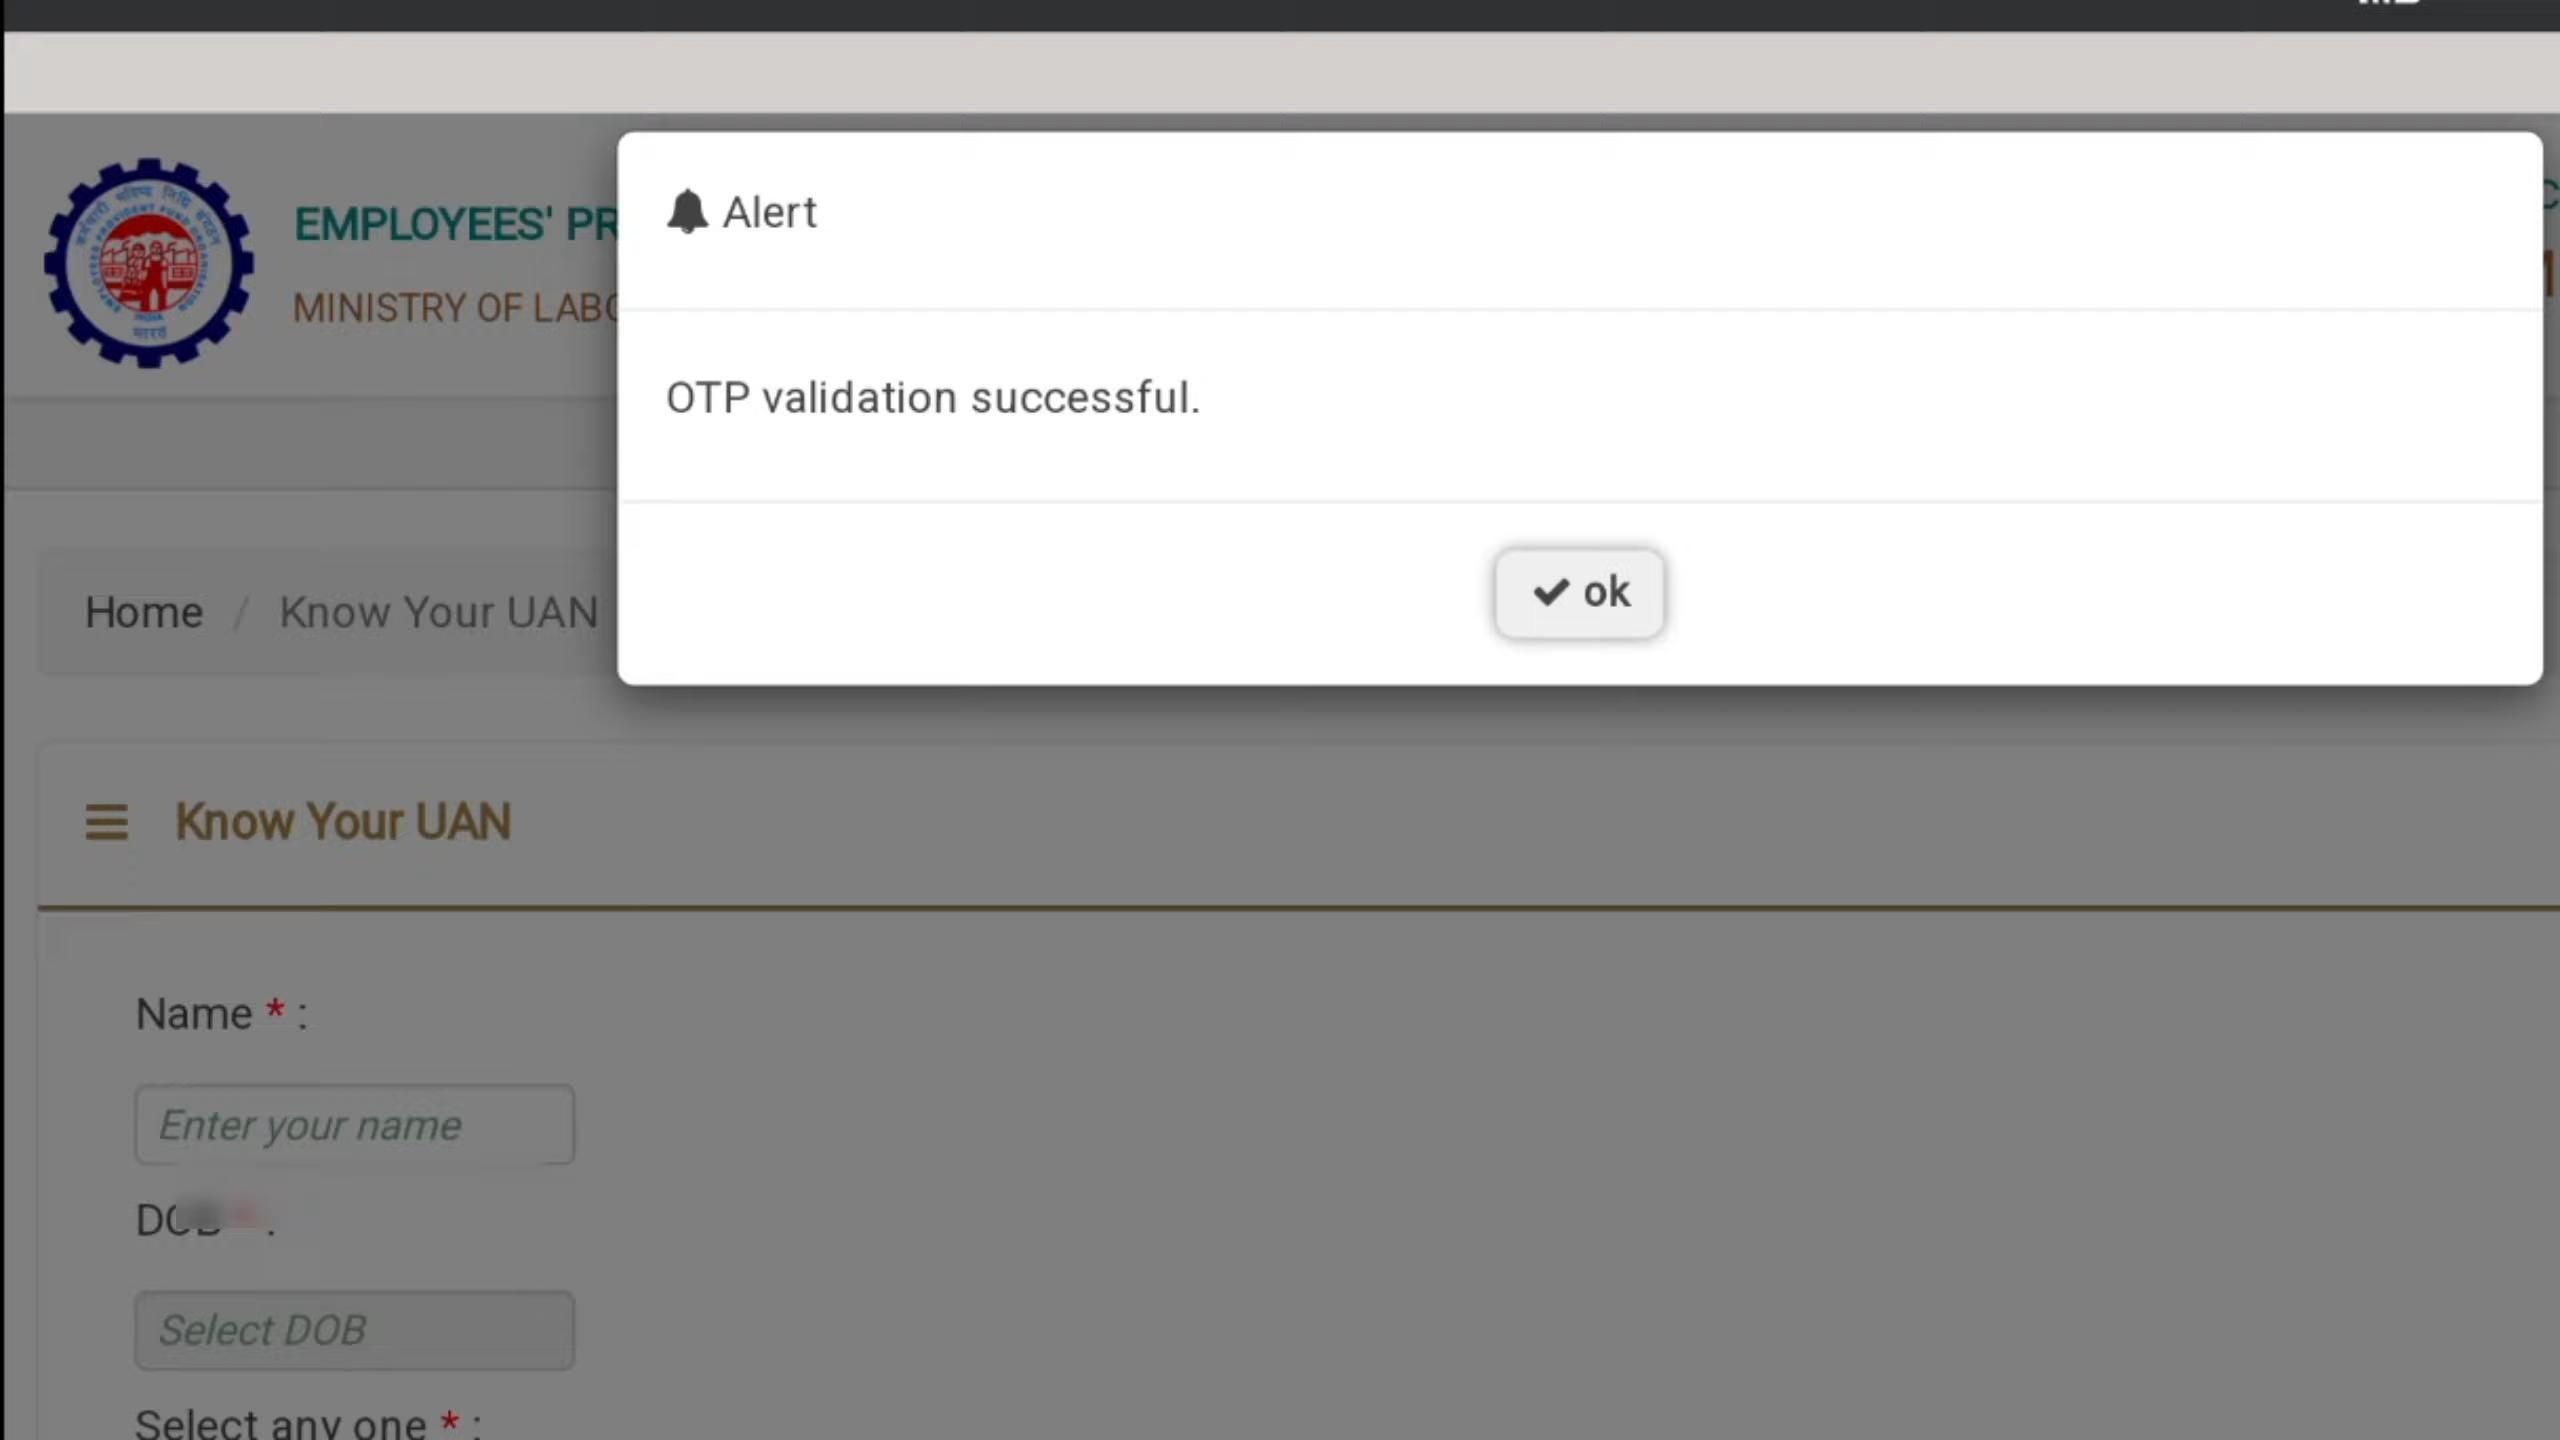 Alert
OTP validation successful.
ok
EMPLOYEES' PR
MINISTRY OF LABO
Home / Know Your UAN
Know Your UAN
Name * :
Enter your name
DOB * :
Select DOB
Select any one * :